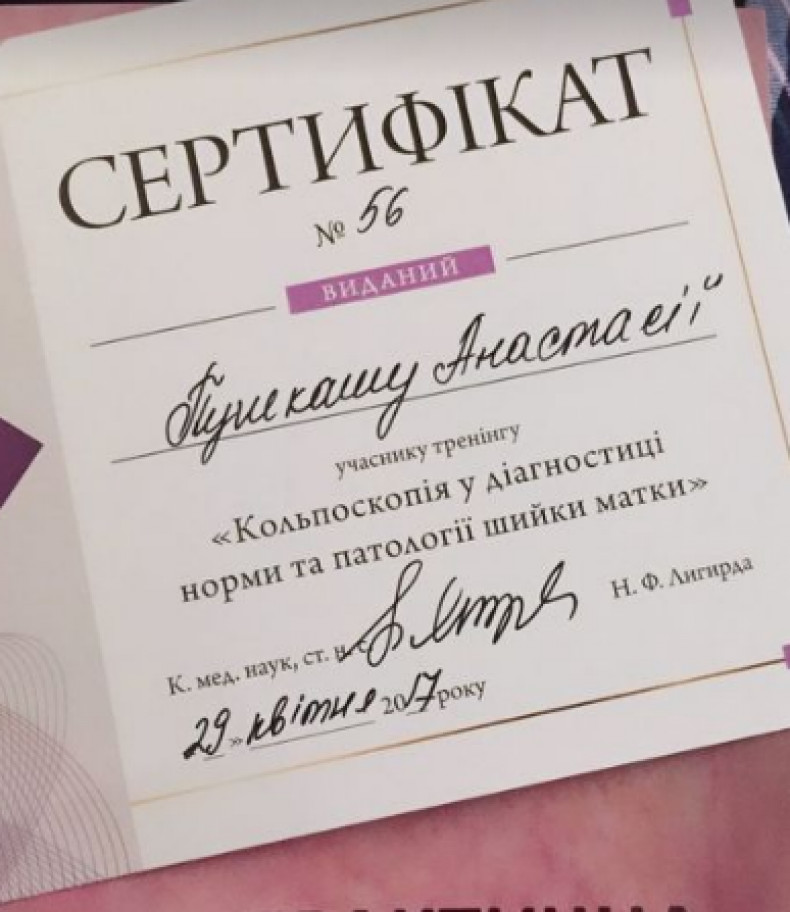 СЕРТИФІКАТ
№ 56
ВИДАНИЙ
Анастасії
учаснику тренінгу
«Кольпоскопія у діагностиці
норми та патології шийки матки»
К. мед. наук, ст. н. Н. Ф. Лигирда
29 » квітня 2017 року